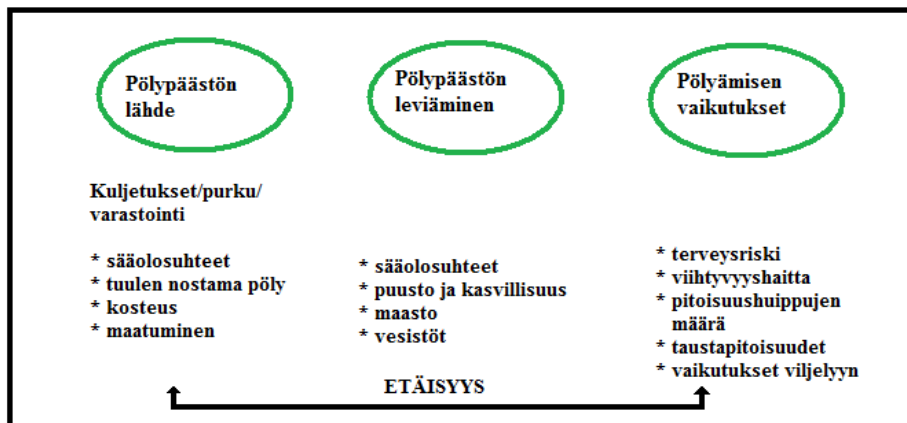 Pölypäästön
lähde
Pölypäästön
leviäminen
Pölyämisen
vaikutukset
Kuljetukset/purku/
varastointi
* sääolosuhteet
* tuulen nostama pöly
* kosteus
* maatuminen
* sääolosuhteet
* puusto ja kasvillisuus
* maasto
* vesistöt
* terveysriski
* viihtyvyyshaitta
* pitoisuushuippujen
määrä
* taustapitoisuudet
* vaikutukset viljelyyn
ETÄISYYS